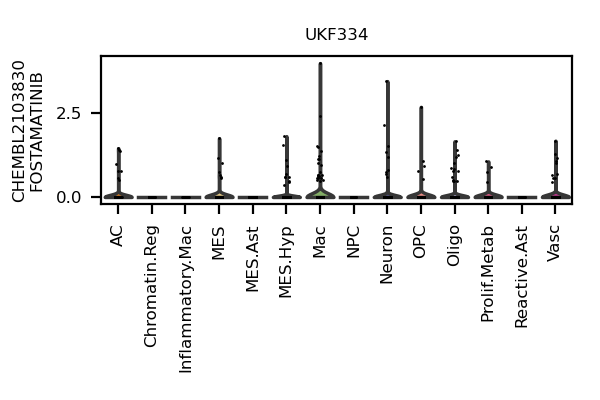 UKF334
CHEMBL2103830
FOSTAMATINIB
2.5
0.0
AC
Chromatin.Reg
Inflammatory.Mac
MES
MES.Ast
MES.Hyp
Mac
NPC
Neuron
OPC
Oligo
Prolif.Metab
Reactive.Ast
Vasc